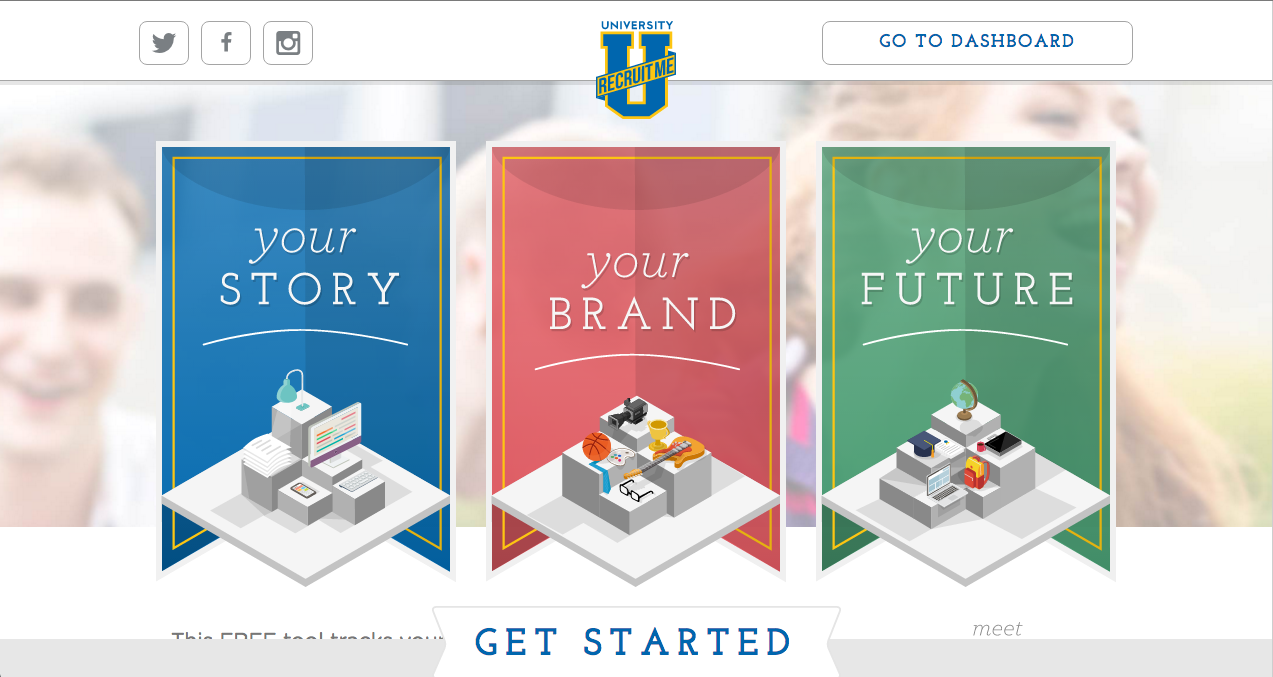 UNIVERSITY
RECRUIT ME
GO TO DASHBOARD
your
STORY
your
BRAND
your
FUTURE
This FREE tool tracks your
meet
GET STARTED